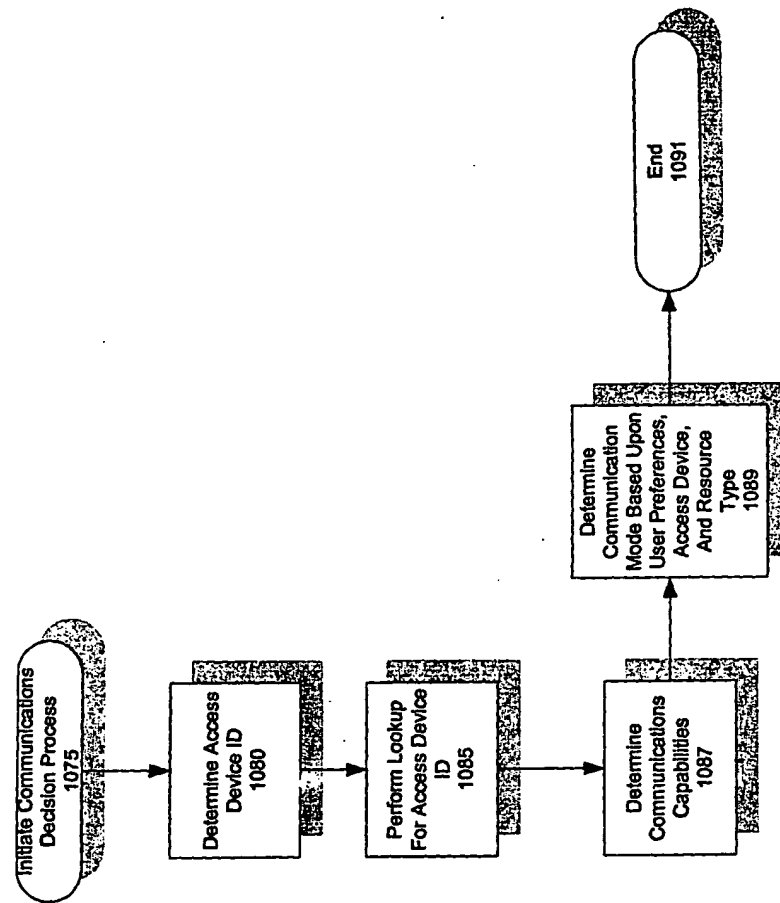 Initiate Communications
Decision Process
1075
Determine Access
Device ID
1080
Perform Lookup
For Access Device
ID
1085
Determine
Communications
Capabilities
1087
Determine
Communication
Mode Based Upon
User Preferences,
Access Device,
And Resource
Type
1089
End
1091